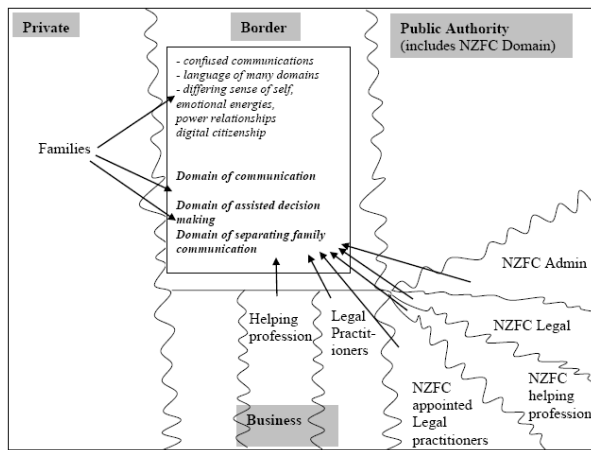 Private
Border
Public Authority
(includes NZFC Domain)
- confused communications
- language of many domains
- differing sense of self,
emotional energies,
power relationships
digital citizenship
Families
Domain of communication
Domain of assisted decision
making
Domain of separating family
communication
NZFC Admin
Helping
profession
Legal
Practit-
ioners
NZFC Legal
NZFC
appointed
Legal
practitioners
NZFC
helping
profession
Business